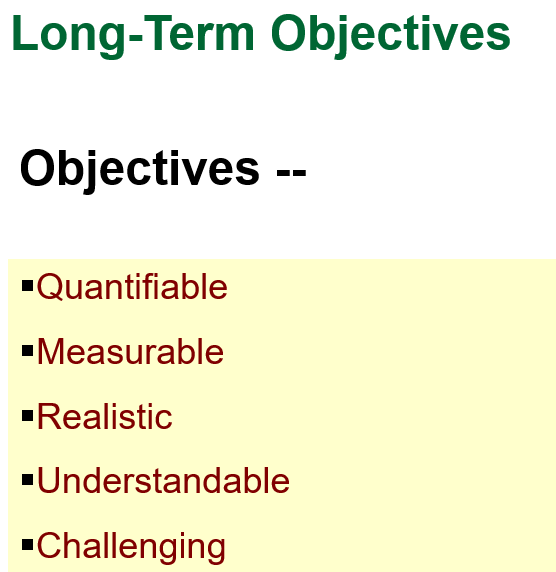 Long-Term Objectives
Objectives --
▪Quantifiable
▪Measurable
▪Realistic
▪Understandable
▪Challenging